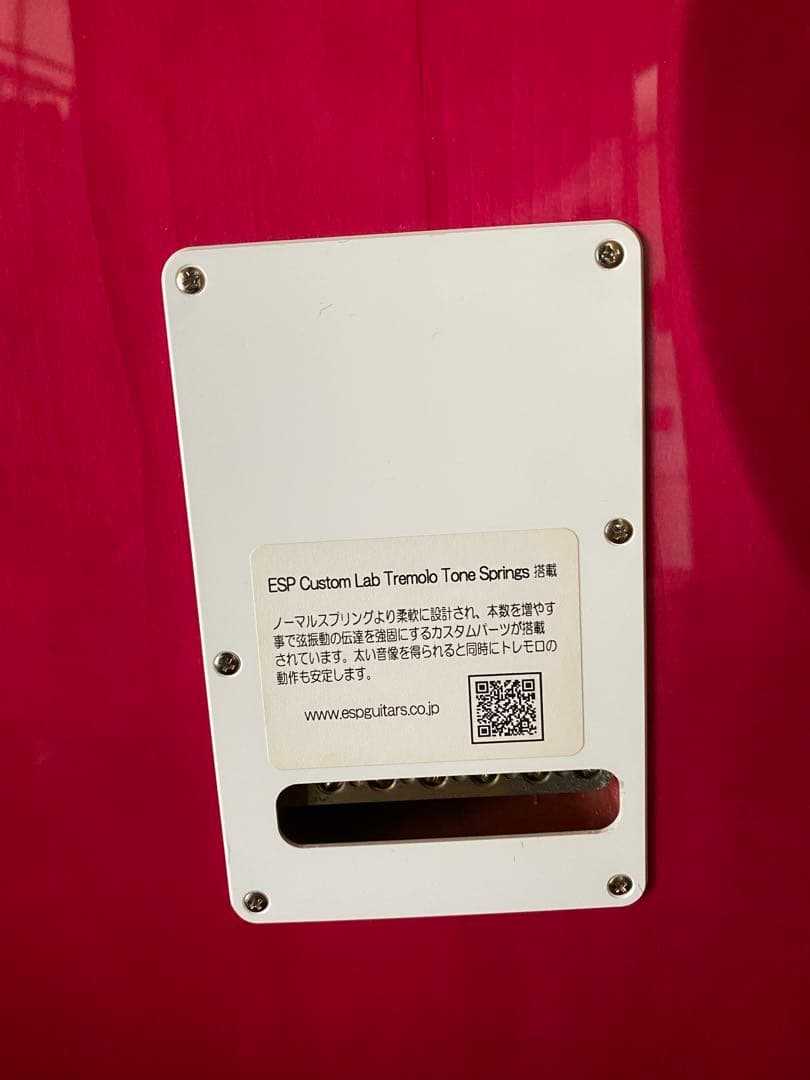 ESP Custom Lab Tremolo Tone Springs 搭載
ノーマルスプリングより柔軟に設計され、本数を増やす
事で弦振動の伝達を強固にするカスタムパーツが搭載
されています。太い音像を得られると同時にトレモロの
動作も安定します。
www.espguitars.co.jp